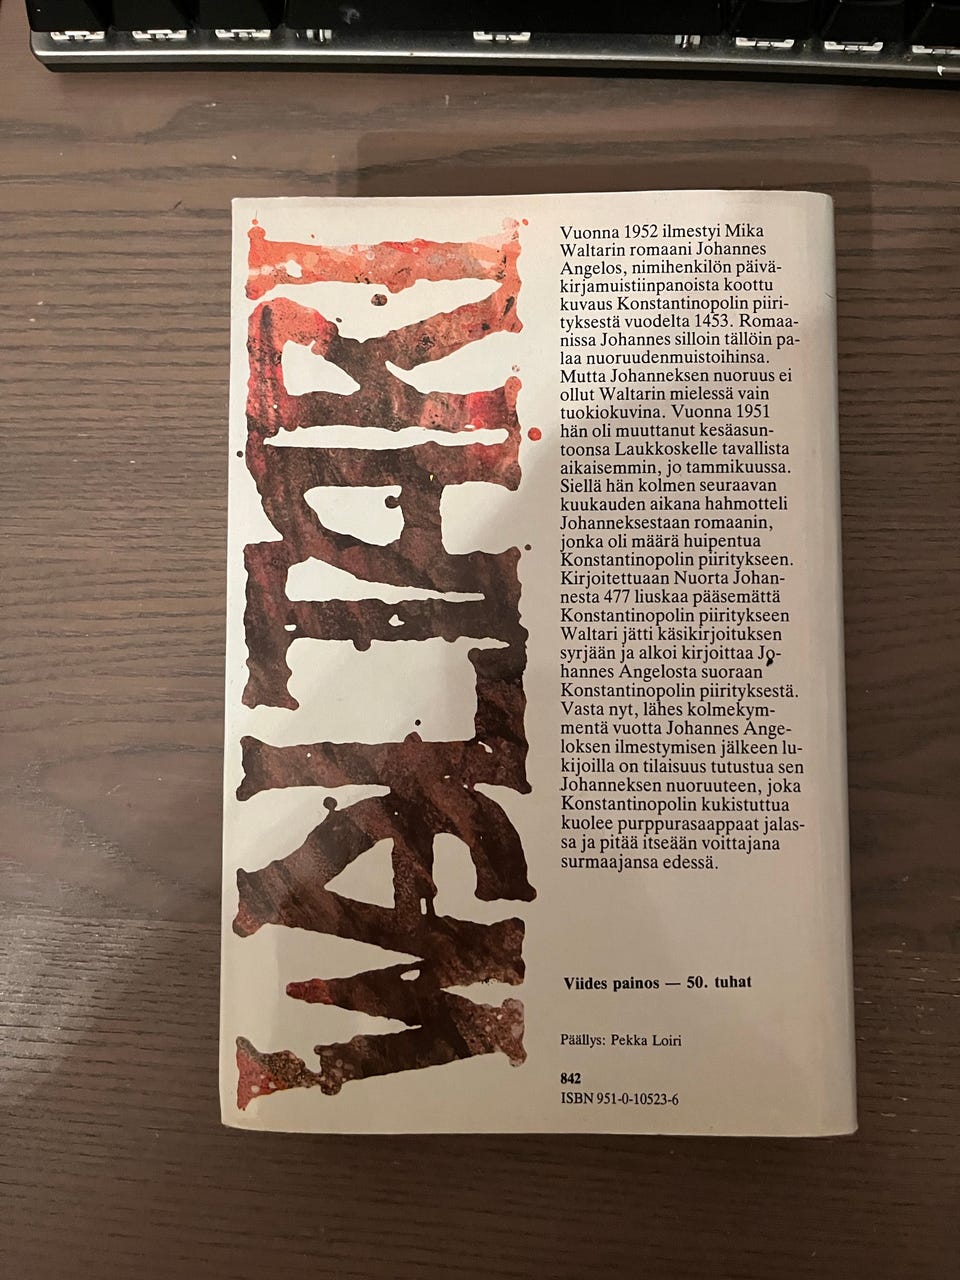 WALTARI
Vuonna 1952 ilmestyi Mika
Waltarin romaani Johannes
Angelos, nimihenkilön päivä-
kirjamuistiinpanoista koottu
kuvaus Konstantinopolin piiri-
tyksestä vuodelta 1453. Romaa-
nissa Johannes silloin tällöin pa-
laa nuoruudenmuistoihinsa.
Mutta Johanneksen nuoruus ei
ollut Waltarin mielessä vain
tuokiokuvina. Vuonna 1951
hän oli muuttanut kesäasun-
toonsa Laukkoskelle tavallista
aikaisemmin, jo tammikuussa.
Siellä hän kolmen seuraavan
kuukauden aikana hahmotteli
Johanneksestaan romaanin,
jonka oli määrä huipentua
Konstantinopolin piiritykseen.
Kirjoitettuaan Nuorta Johan-
nesta 477 liuskaa pääsemättä
Konstantinopolin piiritykseen
Waltari jätti käsikirjoituksen
syrjään ja alkoi kirjoittaa Jo-
hannes Angelosta suoraan
Konstantinopolin piirityksestä.
Vasta nyt, lähes kolmekym-
mentä vuotta Johannes Ange-
loksen ilmestymisen jälkeen lu-
kijoilla on tilaisuus tutustua sen
Johanneksen nuoruuteen, joka
Konstantinopolin kukistuttua
kuolee purppurasaappaat jalas-
sa ja pitää itseään voittajana
surmaajansa edessä.
Viides painos — 50. tuhat
Päällys: Pekka Loiri
842
ISBN 951-0-10523-6